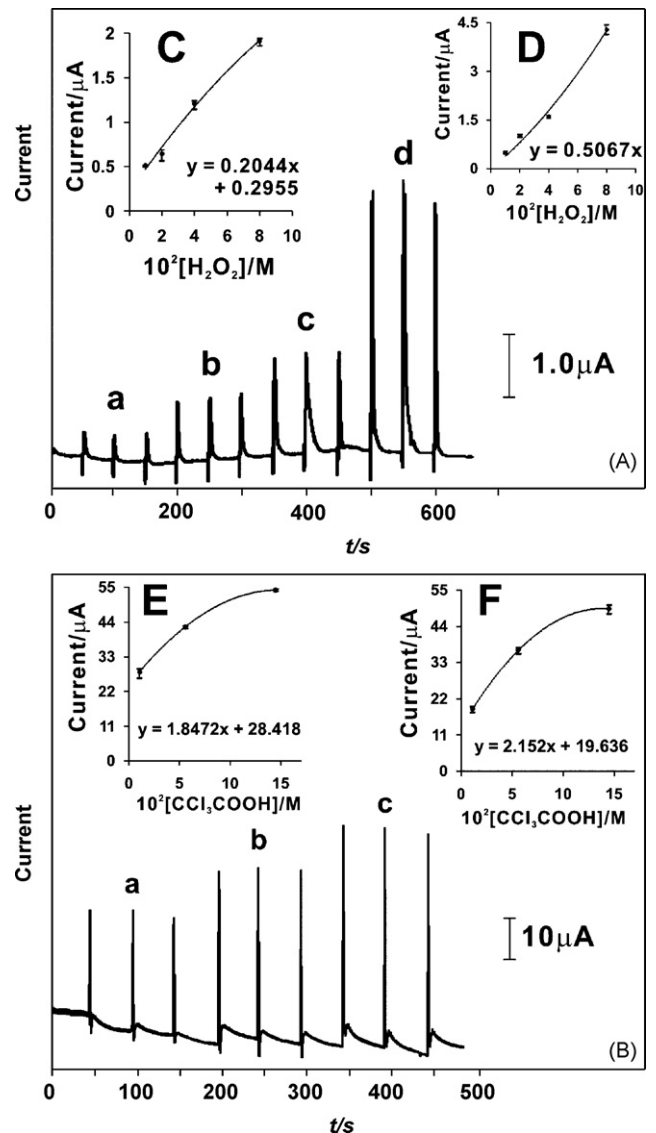 C
Current/μA
2
1.5
1
0.5
0
y = 0.2044x
+ 0.2955
0 2 4 6 8 10
10²[H₂O₂]/M
D
Current/μA
4.5
3
1.5
0
y = 0.5067x
0 2 4 6 8 10
10²[H₂O₂]/M
Current
a
b
c
d
1.0μA
(A)
0 200 400 600
t/s
E
Current/μA
55
44
33
22
11
0
y = 1.8472x + 28.418
0 5 10 15
10²[CCl₃COOH]/M
F
Current/μA
55
44
33
22
11
0
y = 2.152x + 19.636
0 5 10 15
10²[CCl₃COOH]/M
Current
a
b
c
10μA
(B)
0 100 200 300 400 500
t/s